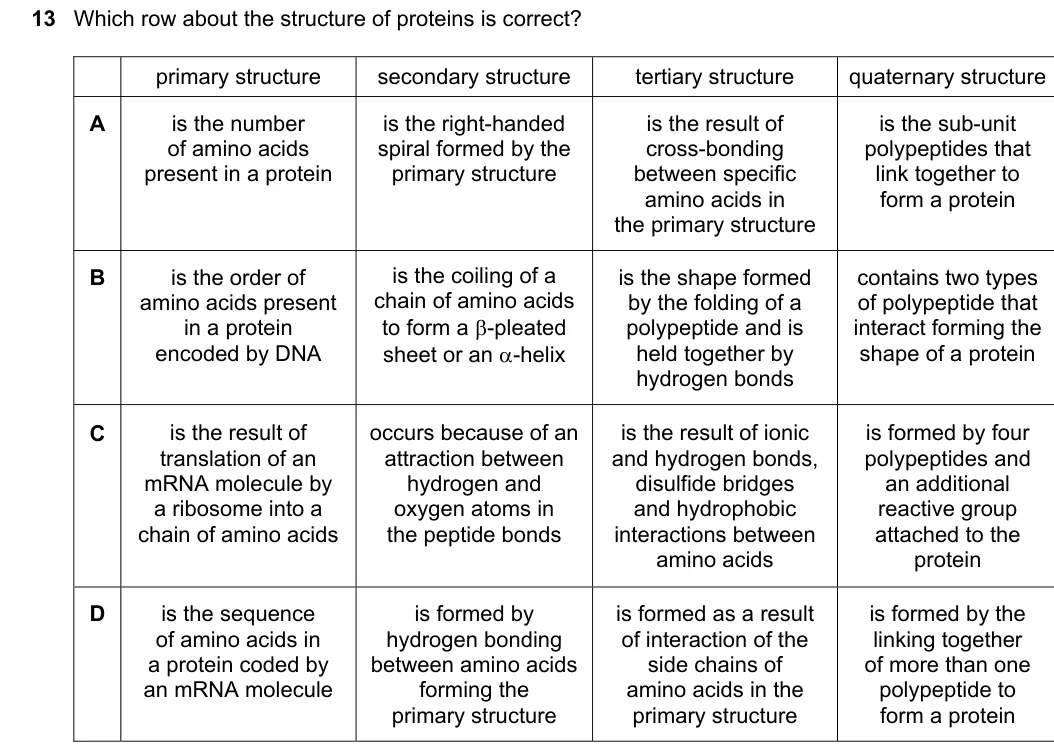 13 Which row about the structure of proteins is correct?
primary structure secondary structure tertiary structure quaternary structure
A
is the number
of amino acids
present in a protein
is the right-handed
spiral formed by the
primary structure
is the result of
cross-bonding
between specific
amino acids in
the primary structure
is the sub-unit
polypeptides that
link together to
form a protein
B
is the order of
amino acids present
in a protein
encoded by DNA
is the coiling of a
chain of amino acids
to form a β-pleated
sheet or an α-helix
is the shape formed
by the folding of a
polypeptide and is
held together by
hydrogen bonds
contains two types
of polypeptide that
interact forming the
shape of a protein
C
is the result of
translation of an
mRNA molecule by
a ribosome into a
chain of amino acids
occurs because of an
attraction between
hydrogen and
oxygen atoms in
the peptide bonds
is the result of ionic
and hydrogen bonds,
disulfide bridges
and hydrophobic
interactions between
amino acids
is formed by four
polypeptides and
an additional
reactive group
attached to the
protein
D
is the sequence
of amino acids in
a protein coded by
an mRNA molecule
is formed by
hydrogen bonding
between amino acids
forming the
primary structure
is formed as a result
of interaction of the
side chains of
amino acids in the
primary structure
is formed by the
linking together
of more than one
polypeptide to
form a protein